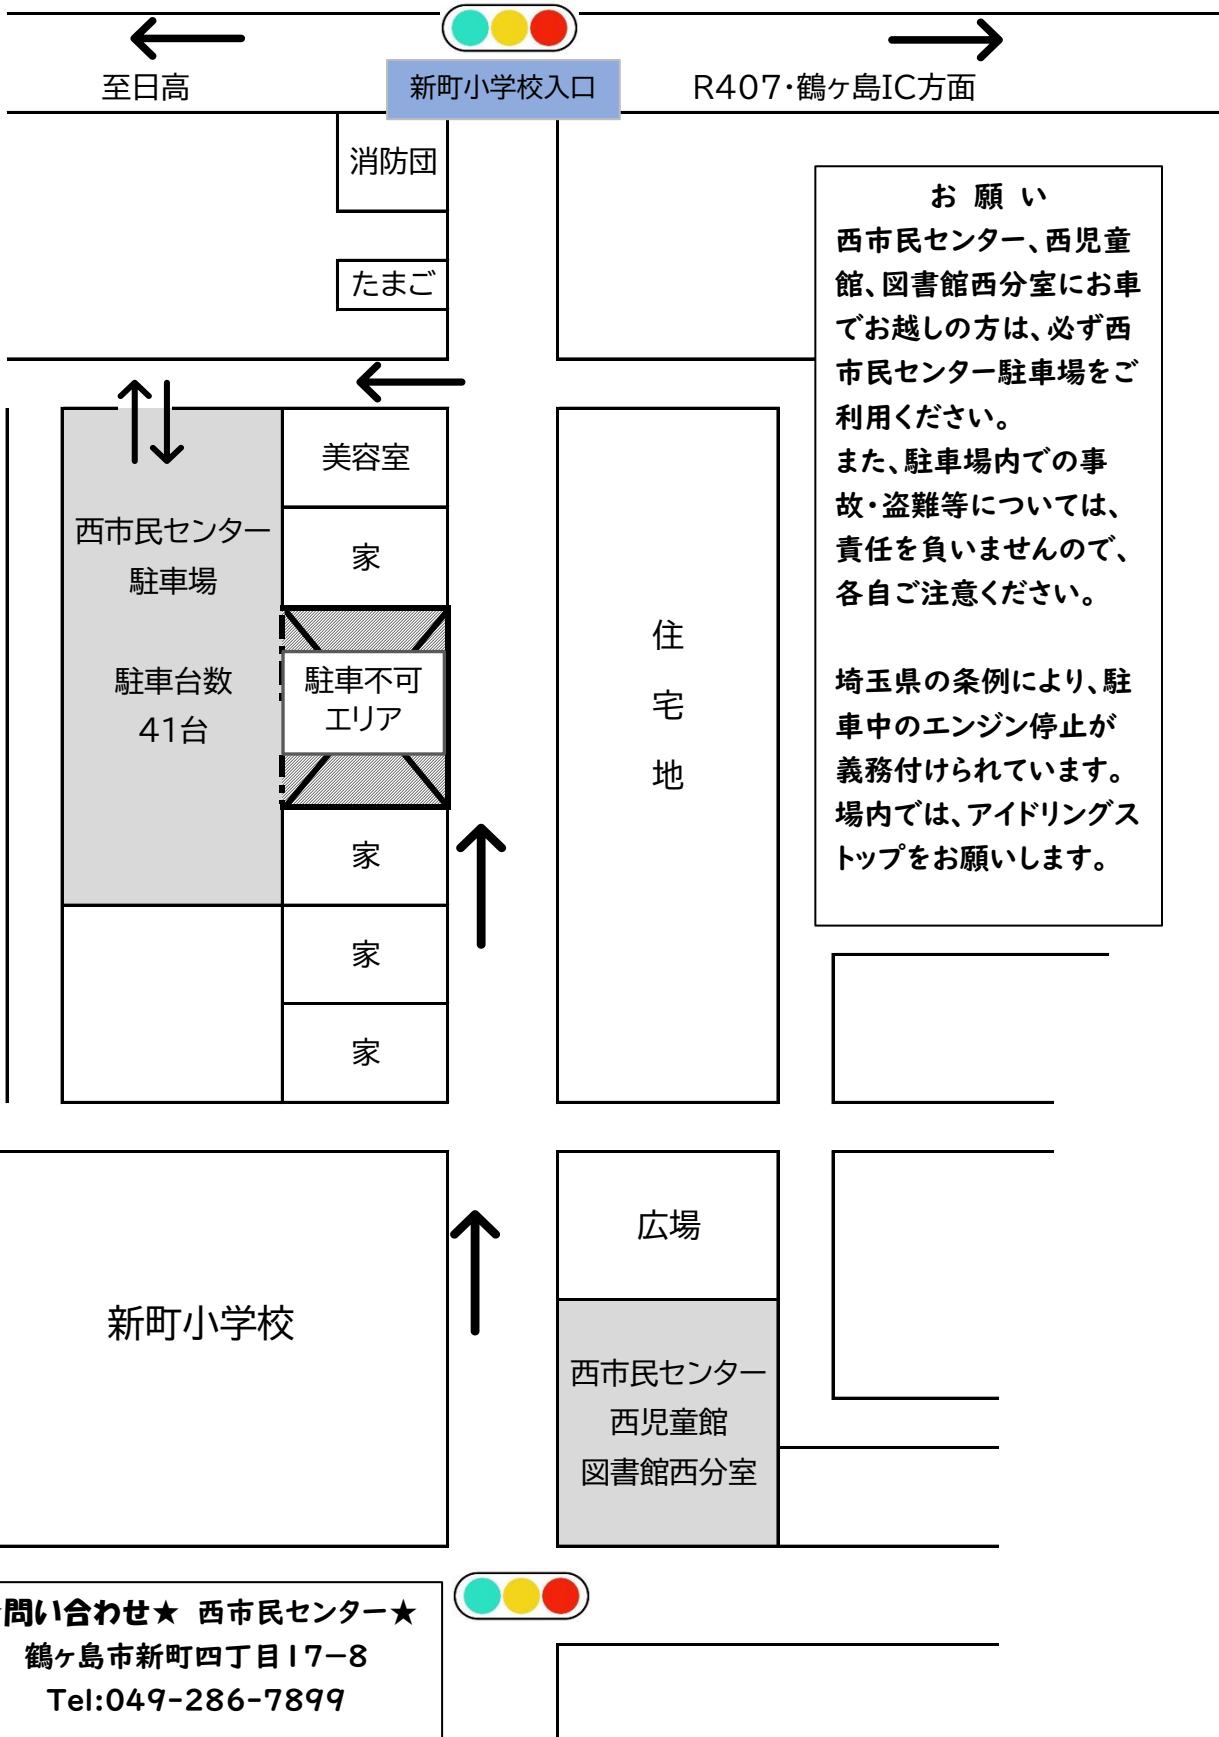 至日高
新町小学校入口
R407・鶴ヶ島IC方面
消防団
たまご
お 願 い
西市民センター、西児童
館、図書館西分室にお車
でお越しの方は、必ず西
市民センター駐車場をご
利用ください。
また、駐車場内での事
故・盗難等については、
責任を負いませんので、
各自ご注意ください。
埼玉県の条例により、駐
車中のエンジン停止が
義務付けられています。
場内では、アイドリングス
トップをお願いします。
西市民センター
駐車場
駐車台数
41台
美容室
家
駐車不可
エリア
家
家
家
住
宅
地
新町小学校
広場
西市民センター
西児童館
図書館西分室
問い合わせ★ 西市民センター★
鶴ヶ島市新町四丁目17−8
Tel:049-286-7899